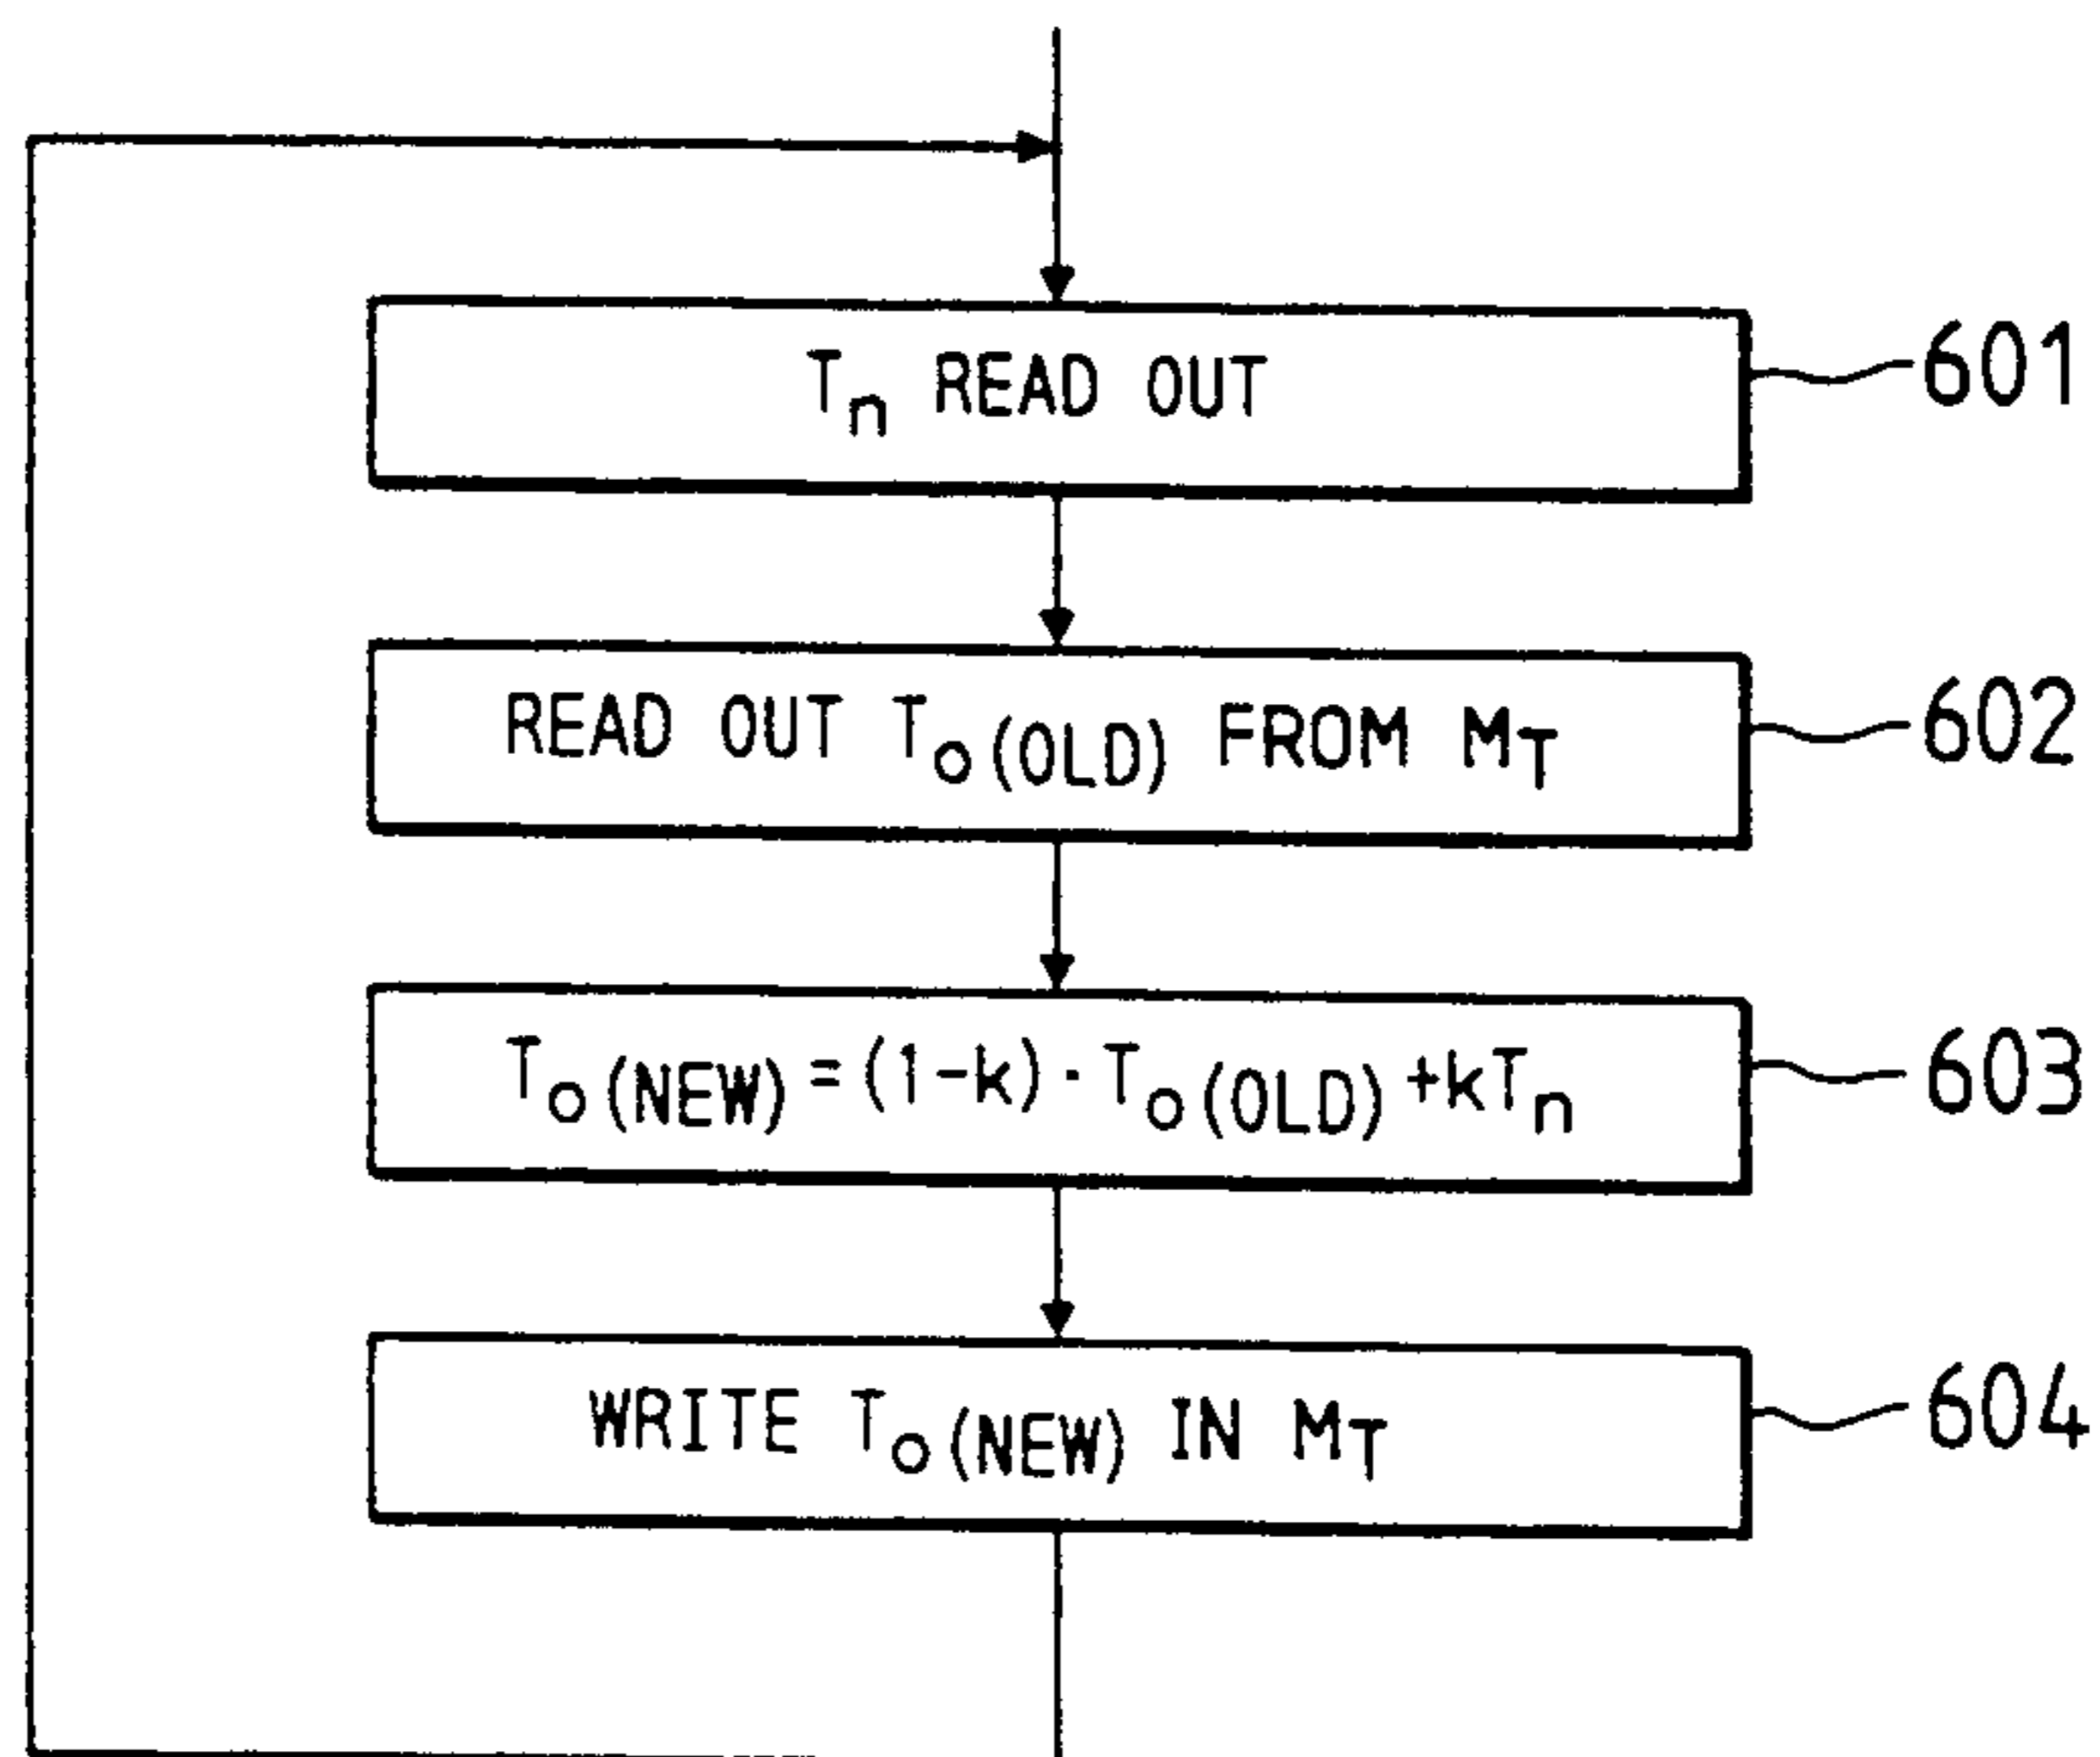 Tn READ OUT
601
READ OUT To(OLD) FROM MT
602
To(NEW)=(1-k)·To(OLD)+kTn
603
WRITE To(NEW) IN MT
604